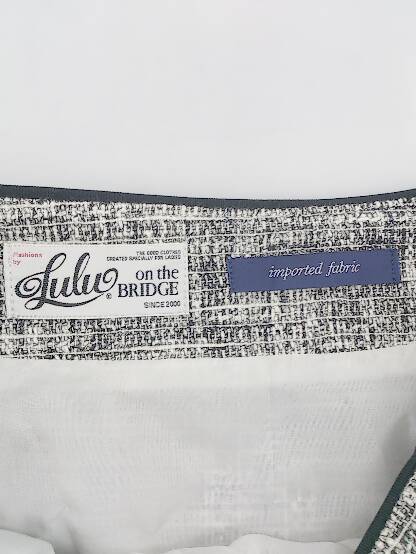 Fashions
by
THE GOOD CLOTHES
CREATED SPECIALLY FOR LADIES
Lulu® on the
BRIDGE
SINCE 2000
imported fabric